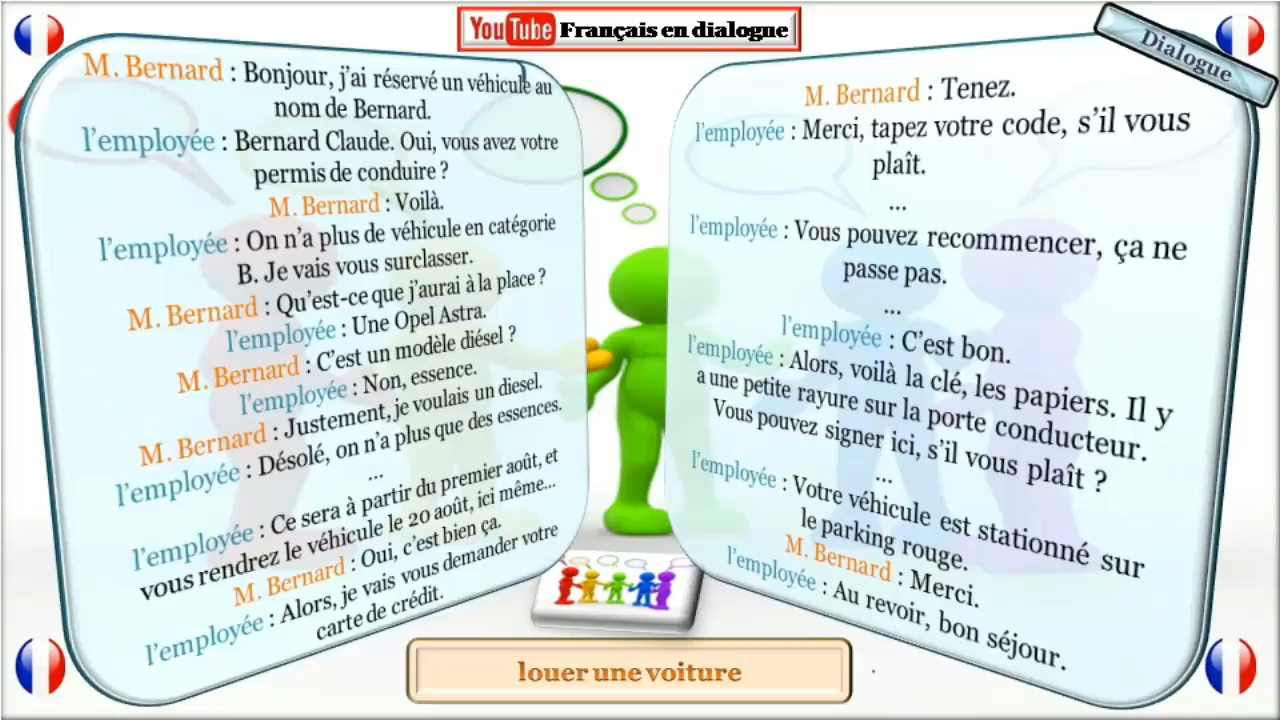 YouTube Français en dialogue
Dialogue
M. Bernard : Bonjour, j'ai réservé un véhicule au
nom de Bernard.
l'employée : Bernard Claude. Oui, vous avez votre
permis de conduire ?
M. Bernard : Voilà.
l'employée : On n'a plus de véhicule en catégorie
B. Je vais vous surclasser.
M. Bernard : Qu'est-ce que j'aurai à la place ?
l'employée : Une Opel Astra.
M. Bernard : C'est un modèle diésel ?
l'employée : Non, essence.
M. Bernard : Justement, je voulais un diesel.
l'employée : Désolé, on n'a plus que des essences.
...
l'employée : Ce sera à partir du premier août, et
vous rendrez le véhicule le 20 août, ici même...
M. Bernard : Oui, c'est bien ça.
l'employée : Alors, je vais vous demander votre
carte de crédit.
M. Bernard : Tenez.
l'employée : Merci, tapez votre code, s'il vous
plaît.
...
l'employée : Vous pouvez recommencer, ça ne
passe pas.
...
l'employée : C'est bon.
l'employée : Alors, voilà la clé, les papiers. Il y
a une petite rayure sur la porte conducteur.
Vous pouvez signer ici, s'il vous plaît ?
...
l'employée : Votre véhicule est stationné sur
le parking rouge.
M. Bernard : Merci.
l'employée : Au revoir, bon séjour.
louer une voiture